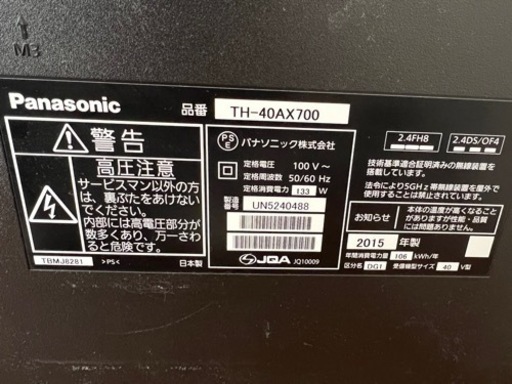 M3
Panasonic
品番 TH-40AX700
警告
高圧注意
サービスマン以外の方は、裏ぶたをあけないでください。
内部には高電圧部分が数多くあり、万一さわると危険です。
TBMJ8281 >PS< 日本製
PSE パナソニック株式会社
定格電圧 100 V~
定格周波数 50/60 Hz
定格消費電力 133 W
製造番号 UN5240488
JQA JQ10009
2.4FH8 2.4DS/OF4
技術基準適合証明済みの無線装置を搭載しています。
法令により5GHz帯無線装置を屋外で使用することは禁止されています。
お知らせ 本体の温度が高くなることが ありますが、性能・品質には問題ありません。
2015 年製
年間消費電力量 106 kWh/年
区分名 DG1 受信機型サイズ 40 V型